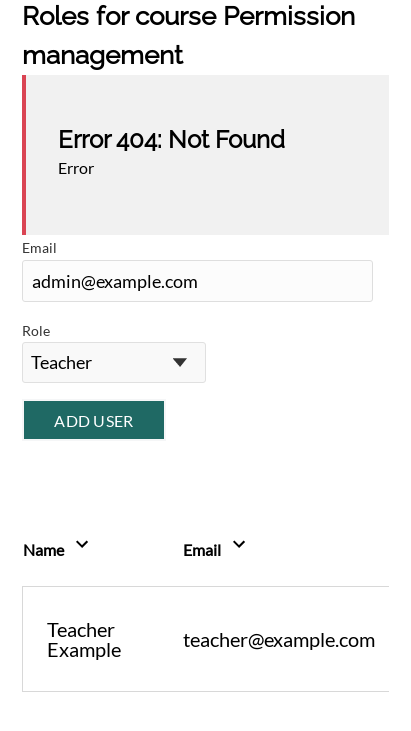 Roles for course Permission
management
Error 404: Not Found
Error
Email
admin@example.com
Role
Teacher
ADD USER
Name Email
Teacher
Example
teacher@example.com